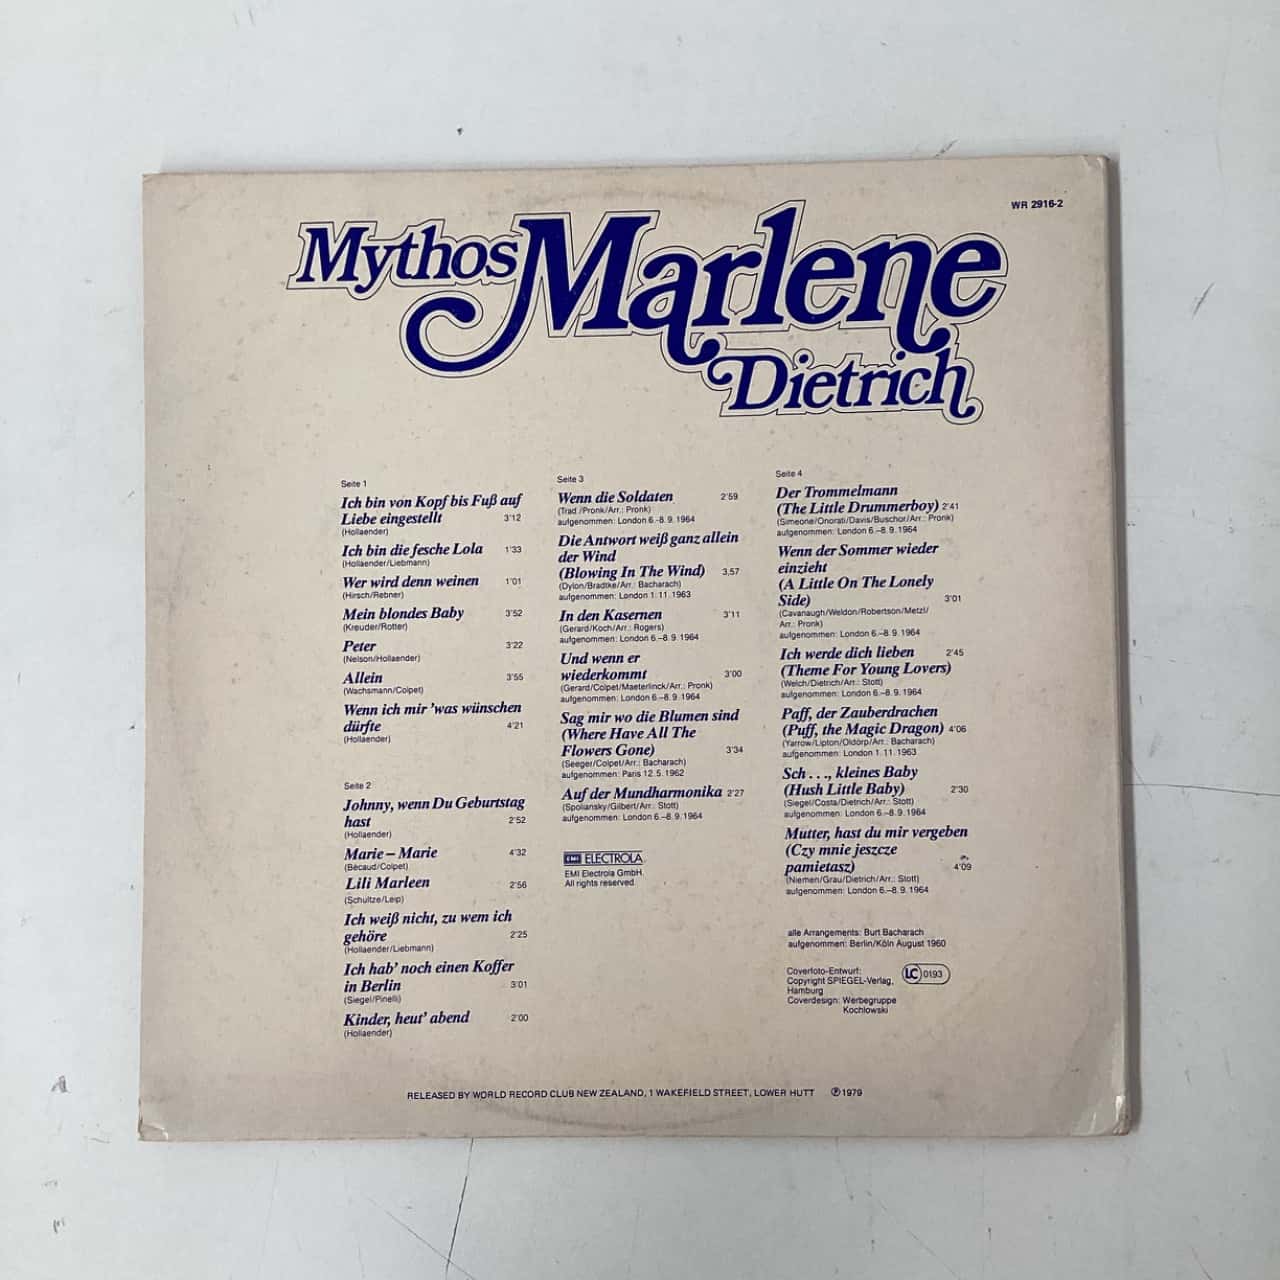 WR 2916-2
Mythos Marlene
Dietrich
Seite 1
Ich bin von Kopf bis Fuß auf
Liebe eingestellt 3'12
(Hollaender)
Ich bin die fesche Lola 1'33
(Hollaender/Liebmann)
Wer wird denn weinen 1'01
(Hirsch/Rebner)
Mein blondes Baby 3'52
(Kreuder/Rotter)
Peter 3'22
(Nelson/Hollaender)
Allein 3'55
(Wachsmann/Colpet)
Wenn ich mir 'was wünschen
dürfte 4'21
(Hollaender)
Seite 2
Johnny, wenn Du Geburtstag
hast 2'52
(Hollaender)
Marie – Marie 4'32
(Bécaud/Colpet)
Lili Marleen 2'56
(Schultze/Leip)
Ich weiß nicht, zu wem ich
gehöre 2'25
(Hollaender/Liebmann)
Ich hab' noch einen Koffer
in Berlin 3'01
(Siegel/Pinelli)
Kinder, heut' abend 2'00
(Hollaender)
Seite 3
Wenn die Soldaten 2'59
(Trad./Pronk/Arr.: Pronk)
aufgenommen: London 6.–8.9.1964
Die Antwort weiß ganz allein
der Wind
(Blowing In The Wind) 3,57
(Dylon/Bradtke/Arr.: Bacharach)
aufgenommen: London 1.11.1963
In den Kasernen 3'11
(Gerard/Koch/Arr.: Rogers)
aufgenommen: London 6.–8.9.1964
Und wenn er
wiederkommt 3'00
(Gerard/Colpet/Maeterlinck/Arr.: Pronk)
aufgenommen: London 6.–8.9.1964
Sag mir wo die Blumen sind
(Where Have All The
Flowers Gone) 3'34
(Seeger/Colpet/Arr.: Bacharach)
aufgenommen: Paris 12.5.1962
Auf der Mundharmonika 2'27
(Spoliansky/Gilbert/Arr.: Stott)
aufgenommen: London 6.–8.9.1964
EMI ELECTROLA
EMI Electrola GmbH.
All rights reserved.
Seite 4
Der Trommelmann
(The Little Drummerboy) 2'41
(Simeone/Onorati/Davis/Buschor/Arr.: Pronk)
aufgenommen: London 6.–8.9.1964
Wenn der Sommer wieder
einzieht
(A Little On The Lonely
Side) 3'01
(Cavanaugh/Weldon/Robertson/Metzl/
Arr.: Pronk)
aufgenommen: London 6.–8.9.1964
Ich werde dich lieben 2'45
(Theme For Young Lovers)
(Welch/Dietrich/Arr.: Stott)
aufgenommen: London 6.–8.9.1964
Paff, der Zauberdrachen
(Puff, the Magic Dragon) 4'06
(Yarrow/Lipton/Oldörp/Arr.: Bacharach)
aufgenommen: London 1.11.1963
Sch . . ., kleines Baby
(Hush Little Baby) 2'30
(Siegel/Costa/Dietrich/Arr.: Stott)
aufgenommen: London 6.–8.9.1964
Mutter, hast du mir vergeben
(Czy mnie jeszcze
pamietasz) 4'09
(Niemen/Grau/Dietrich/Arr.: Stott)
aufgenommen: London 6.–8.9.1964
alle Arrangements: Burt Bacharach
aufgenommen: Berlin/Köln August 1960
Coverfoto-Entwurf:
Copyright SPIEGEL-Verlag,
Hamburg
Coverdesign: Werbegruppe
Kochlowski
LC 0193
RELEASED BY WORLD RECORD CLUB NEW ZEALAND, 1 WAKEFIELD STREET, LOWER HUTT ℗1979